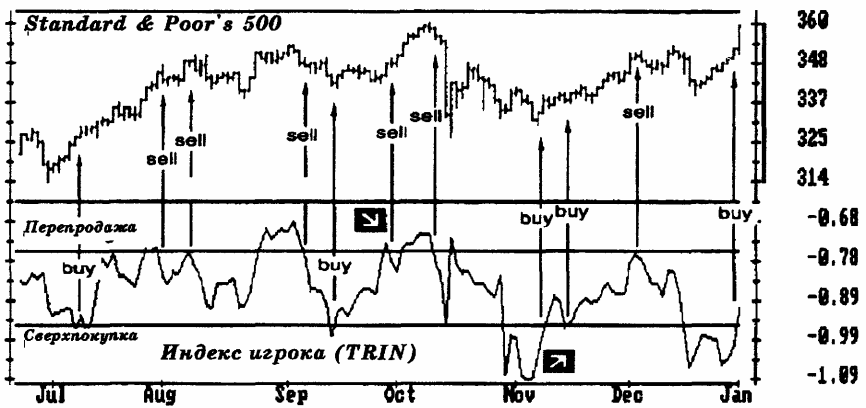 Standard & Poor's 500
360
348
337
325
314
sell
sell
sell
sell
sell
sell
buy
buy
buy
buy
buy
Перепродажа
Сверхпокупка
Индекс игрока (TRIN)
-0.68
-0.78
-0.89
-0.99
-1.09
Jul
Aug
Sep
Oct
Nov
Dec
Jan